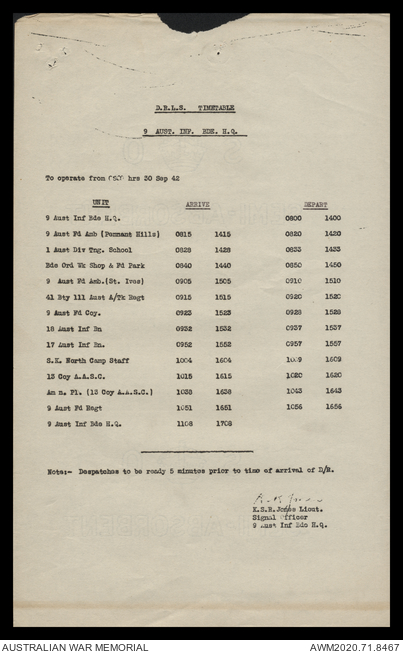 D.R.L.S. TIMETABLE
9 AUST. INF. BDE. H.Q.
To operate from hrs 30 Sep 42
UNIT ARRIVE DEPART
9 Aust Inf Bde H.Q. 0800 1400
9 Aust Fd Amb (Pennant Hills) 0815 1415 0820 1420
1 Aust Div Tng. School 0828 1428 0833 1433
Bde Ord Wk Shop & Fd Park 0840 1440 0850 1450
9 Aust Fd Amb.(St. Ives) 0905 1505 0910 1510
41 Bty 111 Aust A/Tk Regt 0915 1515 0920 1520
9 Aust Fd Coy. 0923 1523 0928 1528
18 Aust Inf Bn 0932 1532 0937 1537
17 Aust Inf Bn. 0952 1552 0957 1557
S.K. North Camp Staff 1004 1604 1009 1609
13 Coy A.A.S.C. 1015 1615 1020 1620
Amn. Pl. (13 Coy A.A.S.C.) 1038 1638 1043 1643
9 Aust Fd Regt 1051 1651 1056 1656
9 Aust Inf Bde H.Q. 1108 1708
Note:- Despatches to be ready 5 minutes prior to time of arrival of D/R.
K.S.R. Jones Lieut.
Signal Officer
9 Aust Inf Bde H.Q.
AUSTRALIAN WAR MEMORIAL AWM2020.71.8467